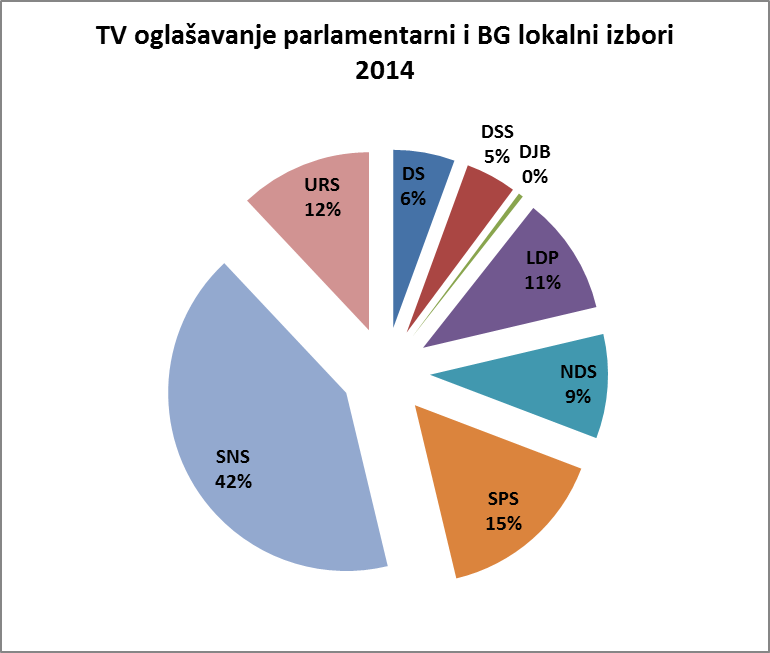 TV oglašavanje parlamentarni i BG lokalni izbori
2014
DS
6%
DSS
5%
DJB
0%
LDP
11%
NDS
9%
SPS
15%
SNS
42%
URS
12%